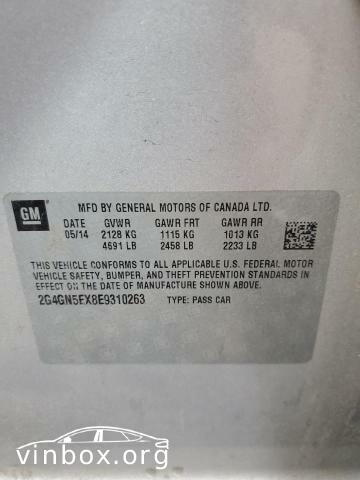 GM
MFD BY GENERAL MOTORS OF CANADA LTD.
DATE GVWR GAWR FRT GAWR RR
05/14 2128 KG 1115 KG 1013 KG
4691 LB 2458 LB 2233 LB
THIS VEHICLE CONFORMS TO ALL APPLICABLE U.S. FEDERAL MOTOR
VEHICLE SAFETY, BUMPER, AND THEFT PREVENTION STANDARDS IN
EFFECT ON THE DATE OF MANUFACTURE SHOWN ABOVE.
2G4GN5EX8E9310263 TYPE: PASS CAR
vinbox.org